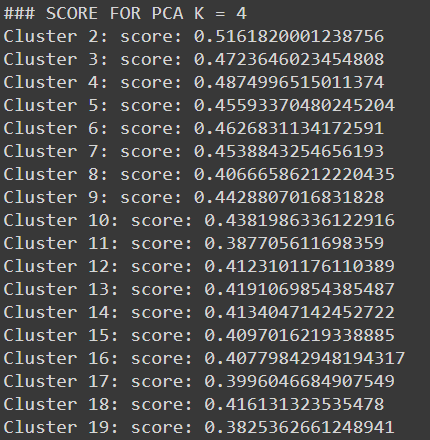 ### SCORE FOR PCA K = 4
Cluster 2: score: 0.5161820001238756
Cluster 3: score: 0.4723646023454808
Cluster 4: score: 0.4874996515011374
Cluster 5: score: 0.45593370480245204
Cluster 6: score: 0.4626831134172591
Cluster 7: score: 0.4538843254656193
Cluster 8: score: 0.40666586212220435
Cluster 9: score: 0.4428807016831828
Cluster 10: score: 0.4381986336122916
Cluster 11: score: 0.387705611698359
Cluster 12: score: 0.4123101176110389
Cluster 13: score: 0.4191069854385487
Cluster 14: score: 0.4134047142452722
Cluster 15: score: 0.4097016219338885
Cluster 16: score: 0.40779842948194317
Cluster 17: score: 0.3996046684907549
Cluster 18: score: 0.416131323535478
Cluster 19: score: 0.3825362661248941